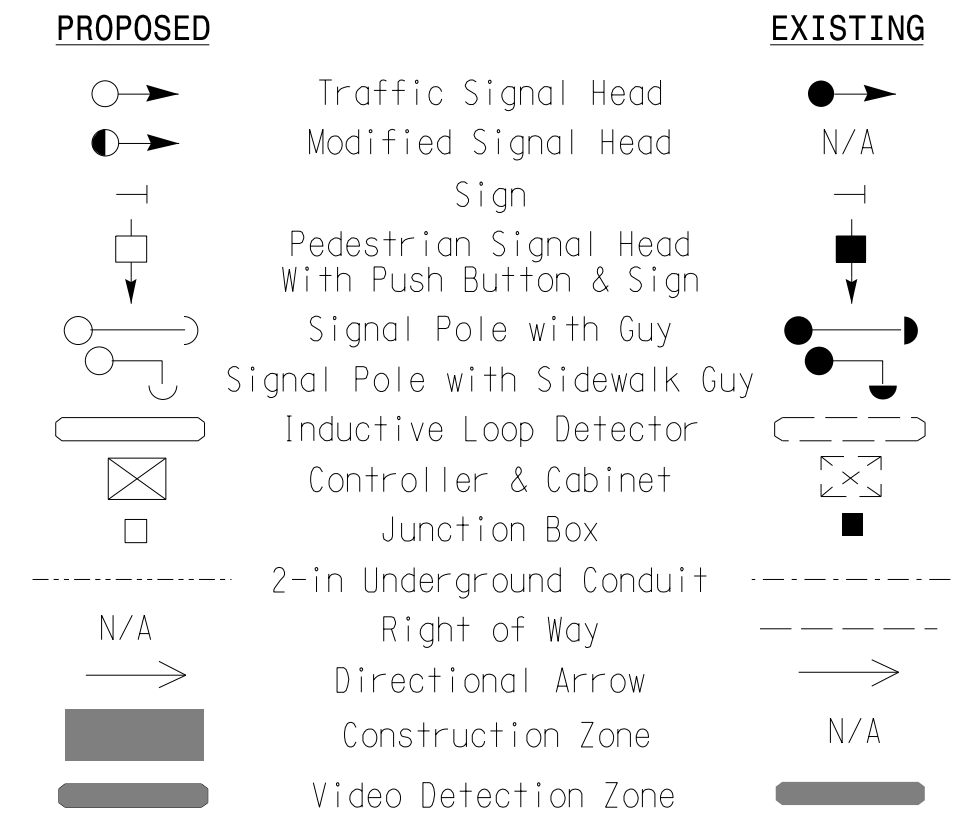 PROPOSED EXISTING
Traffic Signal Head
Modified Signal Head N/A
Sign
Pedestrian Signal Head
With Push Button & Sign
Signal Pole with Guy
Signal Pole with Sidewalk Guy
Inductive Loop Detector
Controller & Cabinet
Junction Box
2-in Underground Conduit
N/A Right of Way
Directional Arrow
Construction Zone N/A
Video Detection Zone